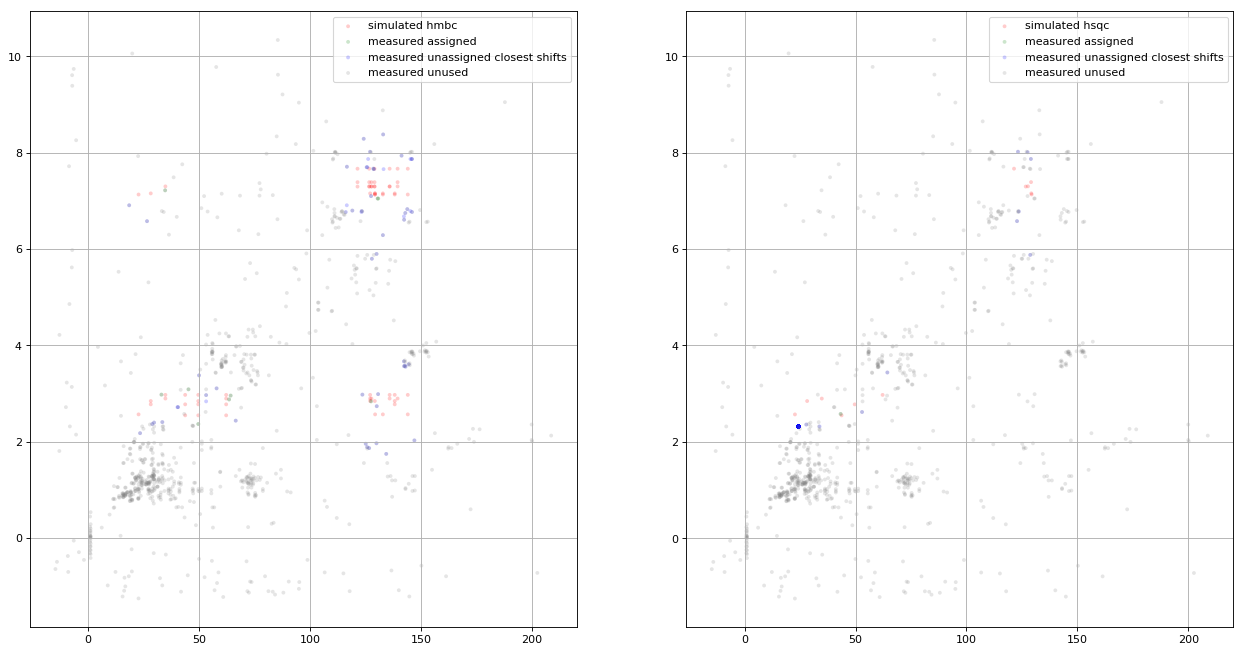 simulated hmbc
measured assigned
measured unassigned closest shifts
measured unused
10
8
6
4
2
0
0 50 100 150 200
simulated hsqc
measured assigned
measured unassigned closest shifts
measured unused
10
8
6
4
2
0
0 50 100 150 200